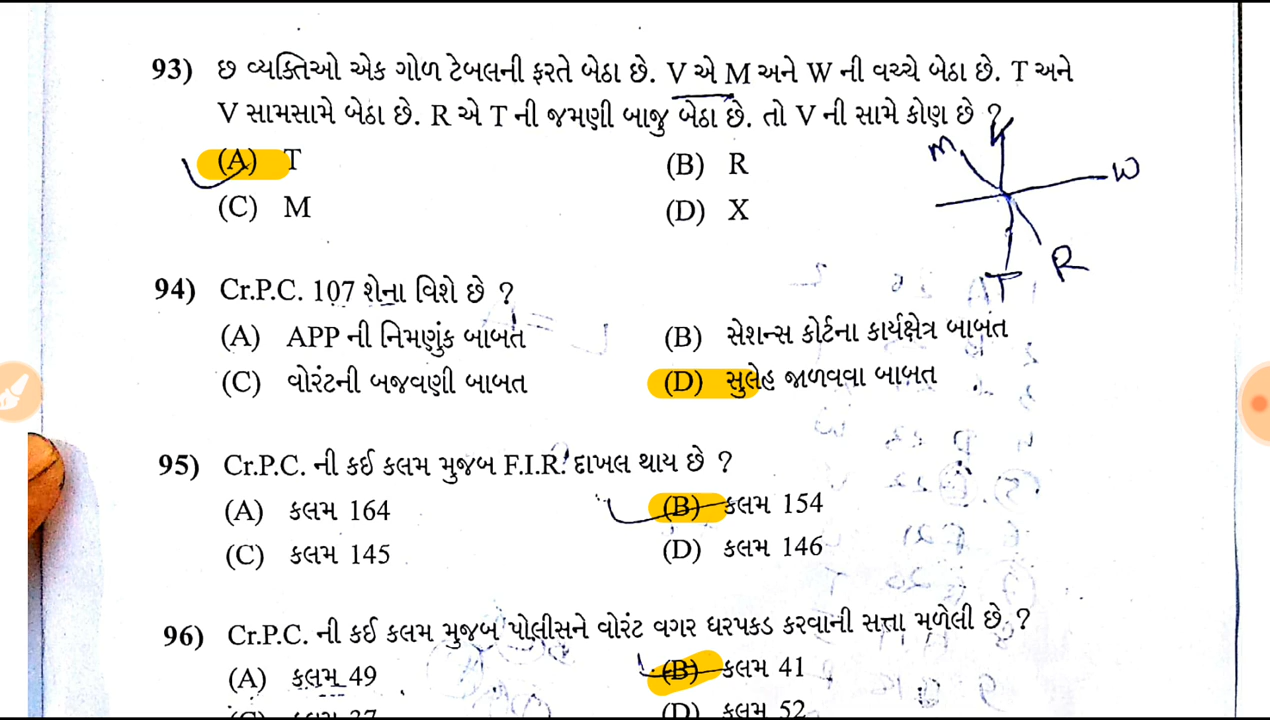 93) છ વ્યક્તિઓ એક ગોળ ટેબલની ફરતે બેઠા છે. V એ M અને W ની વચ્ચે બેઠા છે. T અને
V સામસામે બેઠા છે. R એ T ની જમણી બાજુ બેઠા છે. તો V ની સામે કોણ છે ?
(A) T (B) R
(C) M (D) X
M V W
T R
94) Cr.P.C. 107 શેના વિશે છે ?
(A) APP ની નિમણુંક બાબત (B) સેશન્સ કોર્ટના કાર્યક્ષેત્ર બાબત
(C) વોરંટની બજવણી બાબત (D) સુલેહ જાળવવા બાબત
95) Cr.P.C. ની કઈ કલમ મુજબ F.I.R. દાખલ થાય છે ?
(A) કલમ 164 (B) કલમ 154
(C) કલમ 145 (D) કલમ 146
96) Cr.P.C. ની કઈ કલમ મુજબ પોલીસને વોરંટ વગર ધરપકડ કરવાની સત્તા મળેલી છે ?
(A) કલમ 49 (B) કલમ 41
(D) કલમ 52